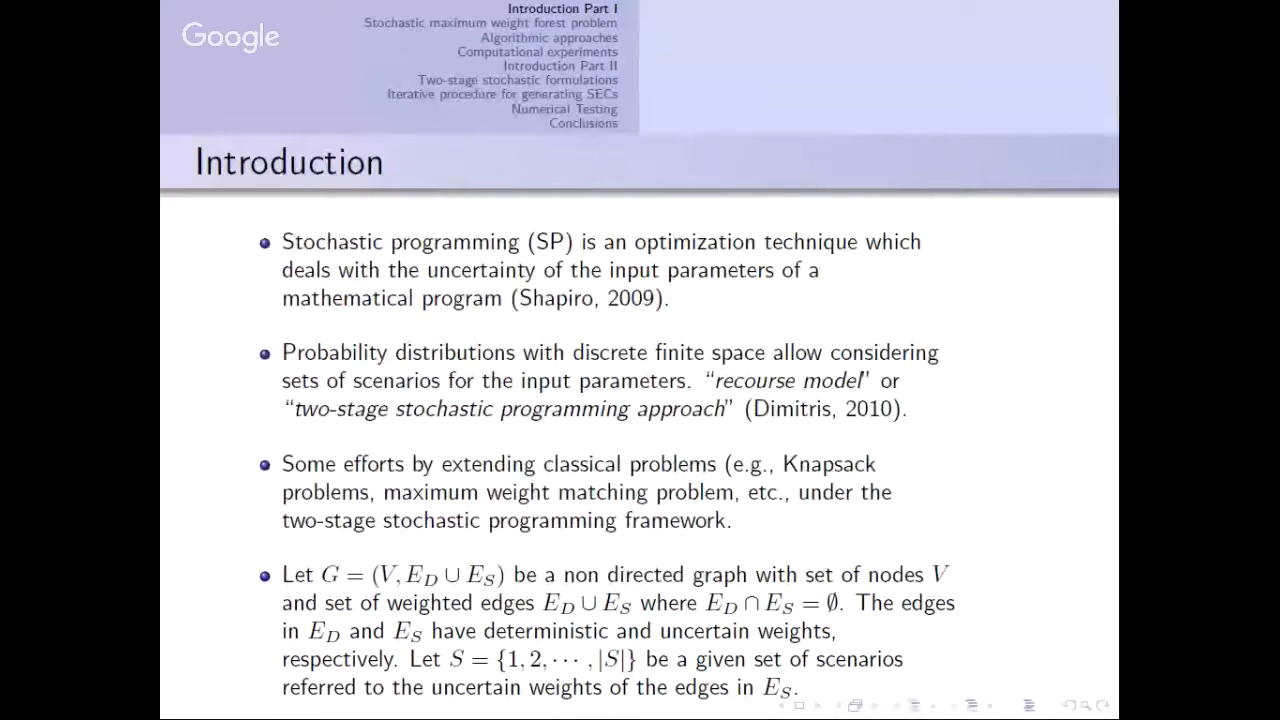 Google
Introduction Part I
Stochastic maximum weight forest problem
Algorithmic approaches
Computational experiments
Introduction Part II
Two-stage stochastic formulations
Iterative procedure for generating SECs
Numerical Testing
Conclusions
Introduction
Stochastic programming (SP) is an optimization technique which
deals with the uncertainty of the input parameters of a
mathematical program (Shapiro, 2009).
Probability distributions with discrete finite space allow considering
sets of scenarios for the input parameters. “recourse model” or
“two-stage stochastic programming approach” (Dimitris, 2010).
Some efforts by extending classical problems (e.g., Knapsack
problems, maximum weight matching problem, etc., under the
two-stage stochastic programming framework.
Let G = (V, E_D ∪ E_S) be a non directed graph with set of nodes V
and set of weighted edges E_D ∪ E_S where E_D ∩ E_S = ∅. The edges
in E_D and E_S have deterministic and uncertain weights,
respectively. Let S = {1, 2, ⋯ , |S|} be a given set of scenarios
referred to the uncertain weights of the edges in E_S.